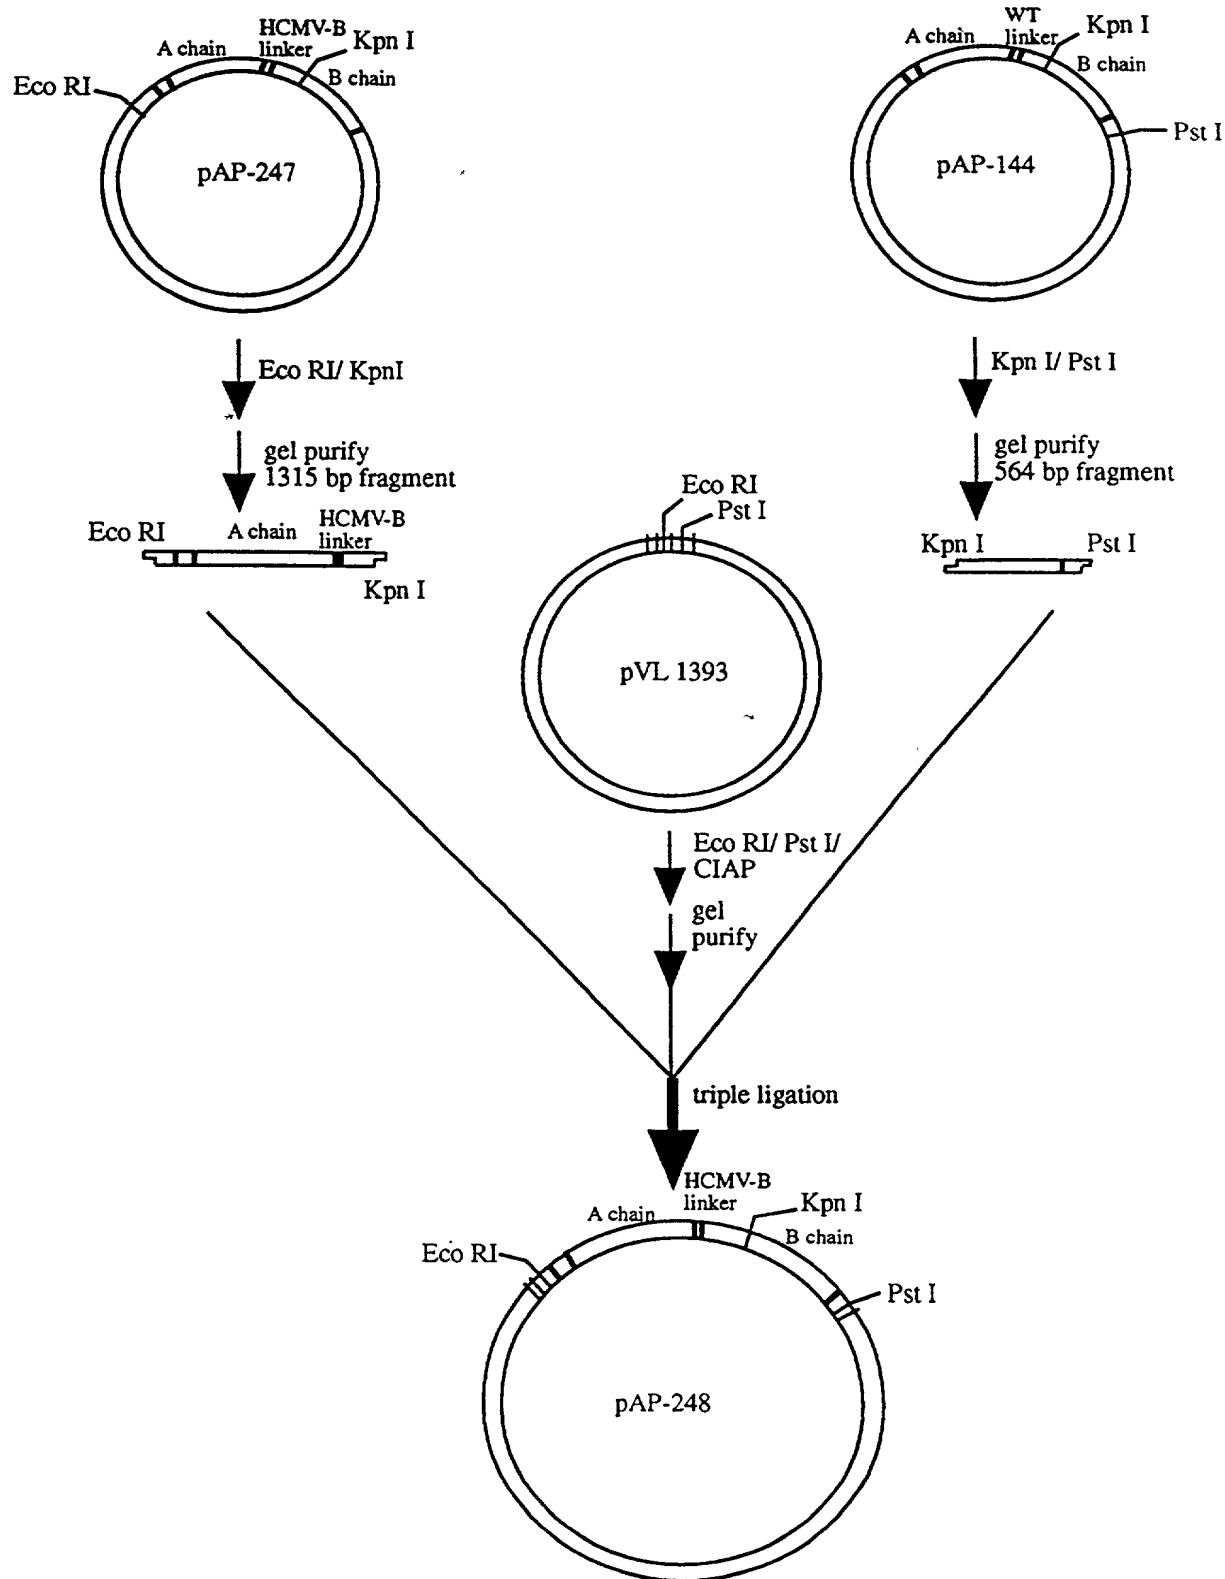 HCMV-B
linker
A chain
Kpn I
B chain
Eco RI
pAP-247
WT
linker
A chain
Kpn I
B chain
Pst I
pAP-144
Eco RI/ KpnI
gel purify
1315 bp fragment
Kpn I/ Pst I
gel purify
564 bp fragment
Eco RI
A chain
HCMV-B
linker
Kpn I
Eco RI
Pst I
Kpn I
Pst I
pVL 1393
Eco RI/ Pst I/
CIAP
gel
purify
triple ligation
HCMV-B
linker
A chain
Kpn I
B chain
Eco RI
Pst I
pAP-248